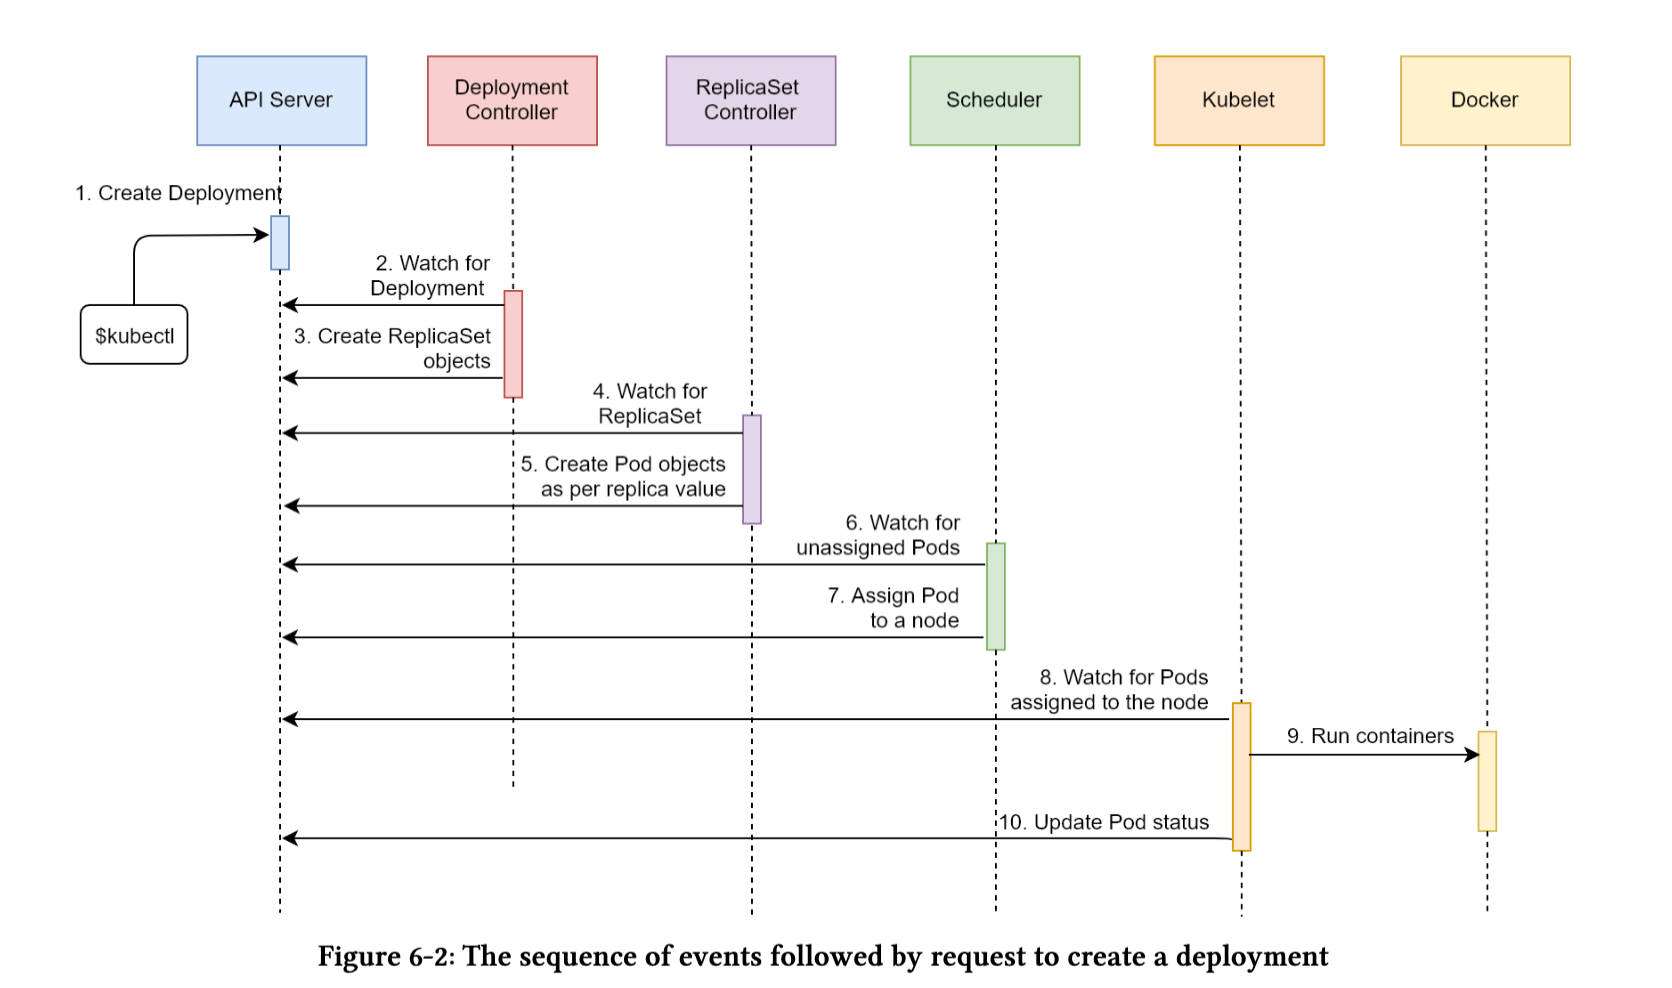 API Server
Deployment
Controller
ReplicaSet
Controller
Scheduler
Kubelet
Docker
1. Create Deployment
$kubectl
2. Watch for
Deployment
3. Create ReplicaSet
objects
4. Watch for
ReplicaSet
5. Create Pod objects
as per replica value
6. Watch for
unassigned Pods
7. Assign Pod
to a node
8. Watch for Pods
assigned to the node
9. Run containers
10. Update Pod status
Figure 6-2: The sequence of events followed by request to create a deployment